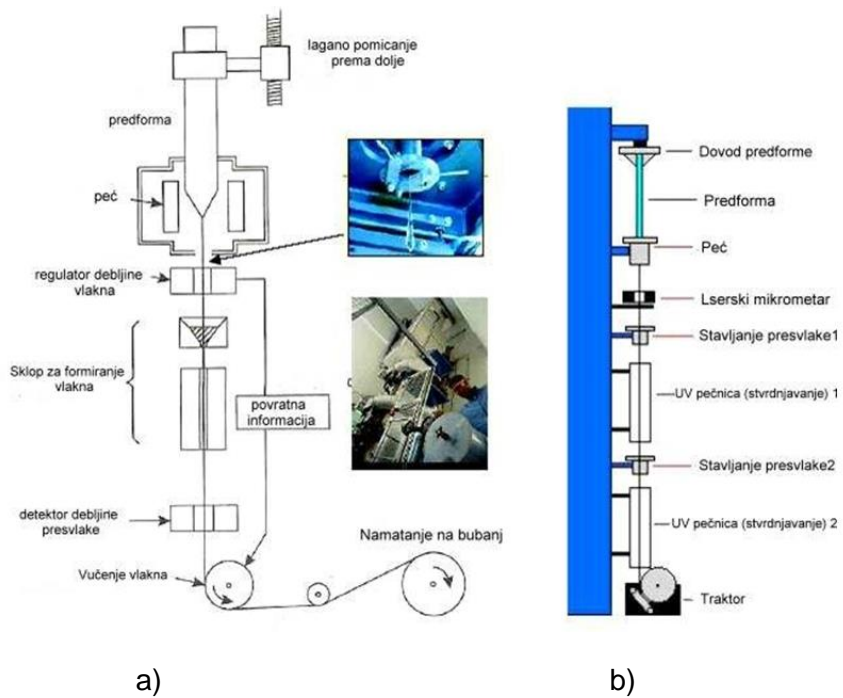 lagano pomicanje
prema dolje
predforma
peć
regulator debljine
vlakna
Sklop za formiranje
vlakna
povratna
informacija
detektor debljine
presvlake
Vučenje vlakna
Namatanje na bubanj
Dovod predforme
Predforma
Peć
Lserski mikrometar
Stavljanje presvlake1
UV pečnica (stvrdnjavanje) 1
Stavljanje presvlake2
UV pečnica (stvrdnjavanje) 2
Traktor
a)
b)